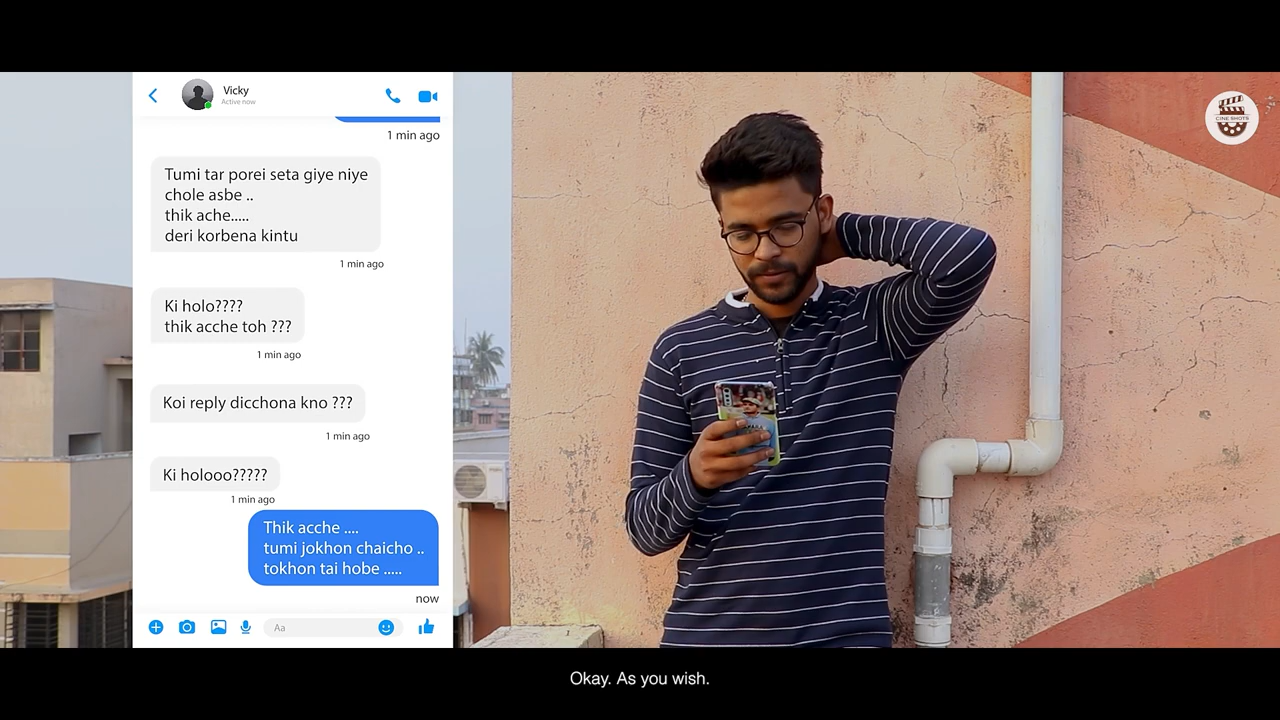 Vicky
Active now
1 min ago
Tumi tar porei seta giye niye
chole asbe ..
thik ache.....
deri korbena kintu
1 min ago
Ki holo????
thik acche toh ???
1 min ago
Koi reply dicchona kno ???
1 min ago
Ki holooo?????
1 min ago
Thik acche ....
tumi jokhon chaicho ..
tokhon tai hobe .....
now
Aa
CINE SHOTS
Okay. As you wish.